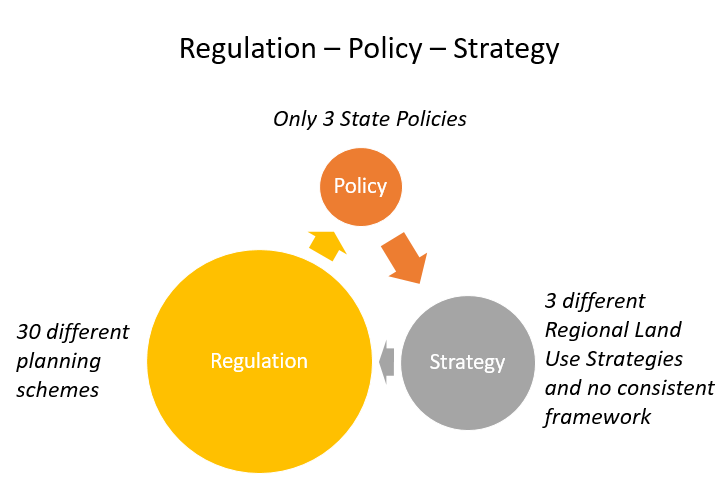 Regulation – Policy – Strategy
Only 3 State Policies
Policy
30 different
planning
schemes
Regulation
Strategy
3 different
Regional Land
Use Strategies
and no consistent
framework